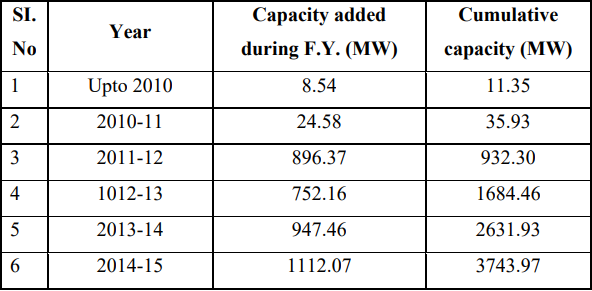 SI. No Year Capacity added during F.Y. (MW) Cumulative capacity (MW)
1 Upto 2010 8.54 11.35
2 2010-11 24.58 35.93
3 2011-12 896.37 932.30
4 1012-13 752.16 1684.46
5 2013-14 947.46 2631.93
6 2014-15 1112.07 3743.97